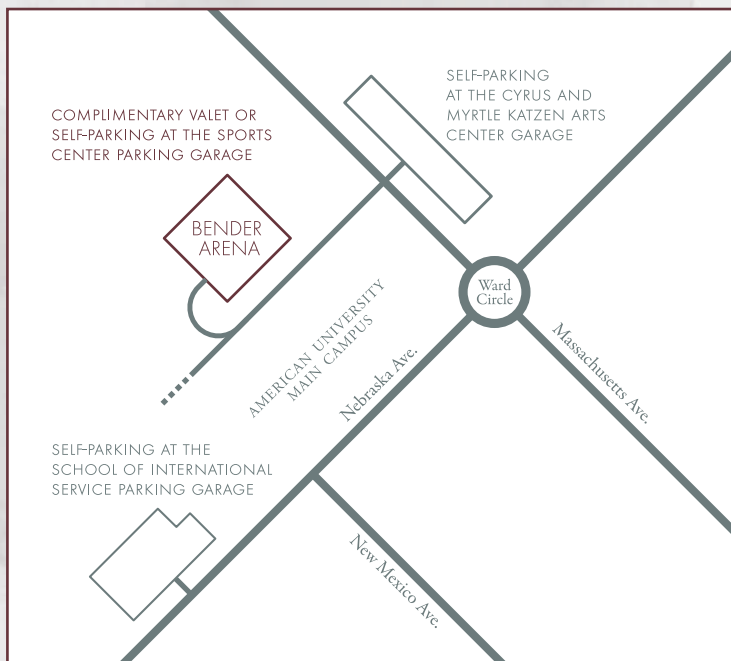 SELF-PARKING
AT THE CYRUS AND
MYRTLE KATZEN ARTS
CENTER GARAGE
COMPLIMENTARY VALET OR
SELF-PARKING AT THE SPORTS
CENTER PARKING GARAGE
BENDER
ARENA
Ward
Circle
AMERICAN UNIVERSITY
MAIN CAMPUS
Nebraska Ave.
Massachusetts Ave.
SELF-PARKING AT THE
SCHOOL OF INTERNATIONAL
SERVICE PARKING GARAGE
New Mexico Ave.